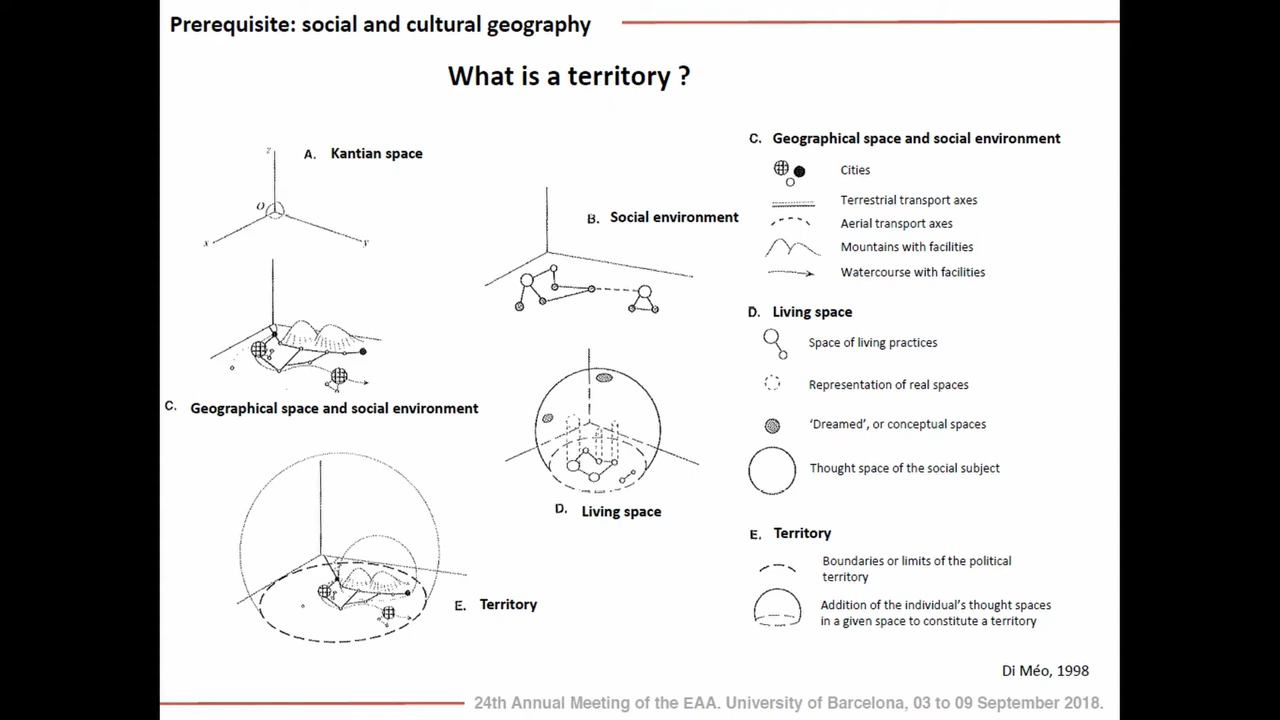 Prerequisite: social and cultural geography
What is a territory ?
z
O
x
y
A. Kantian space
B. Social environment
C. Geographical space and social environment
D. Living space
E. Territory
C. Geographical space and social environment
Cities
Terrestrial transport axes
Aerial transport axes
Mountains with facilities
Watercourse with facilities
D. Living space
Space of living practices
Representation of real spaces
‘Dreamed’, or conceptual spaces
Thought space of the social subject
E. Territory
Boundaries or limits of the political
territory
Addition of the individual’s thought spaces
in a given space to constitute a territory
Di Méo, 1998
24th Annual Meeting of the EAA. University of Barcelona, 03 to 09 September 2018.